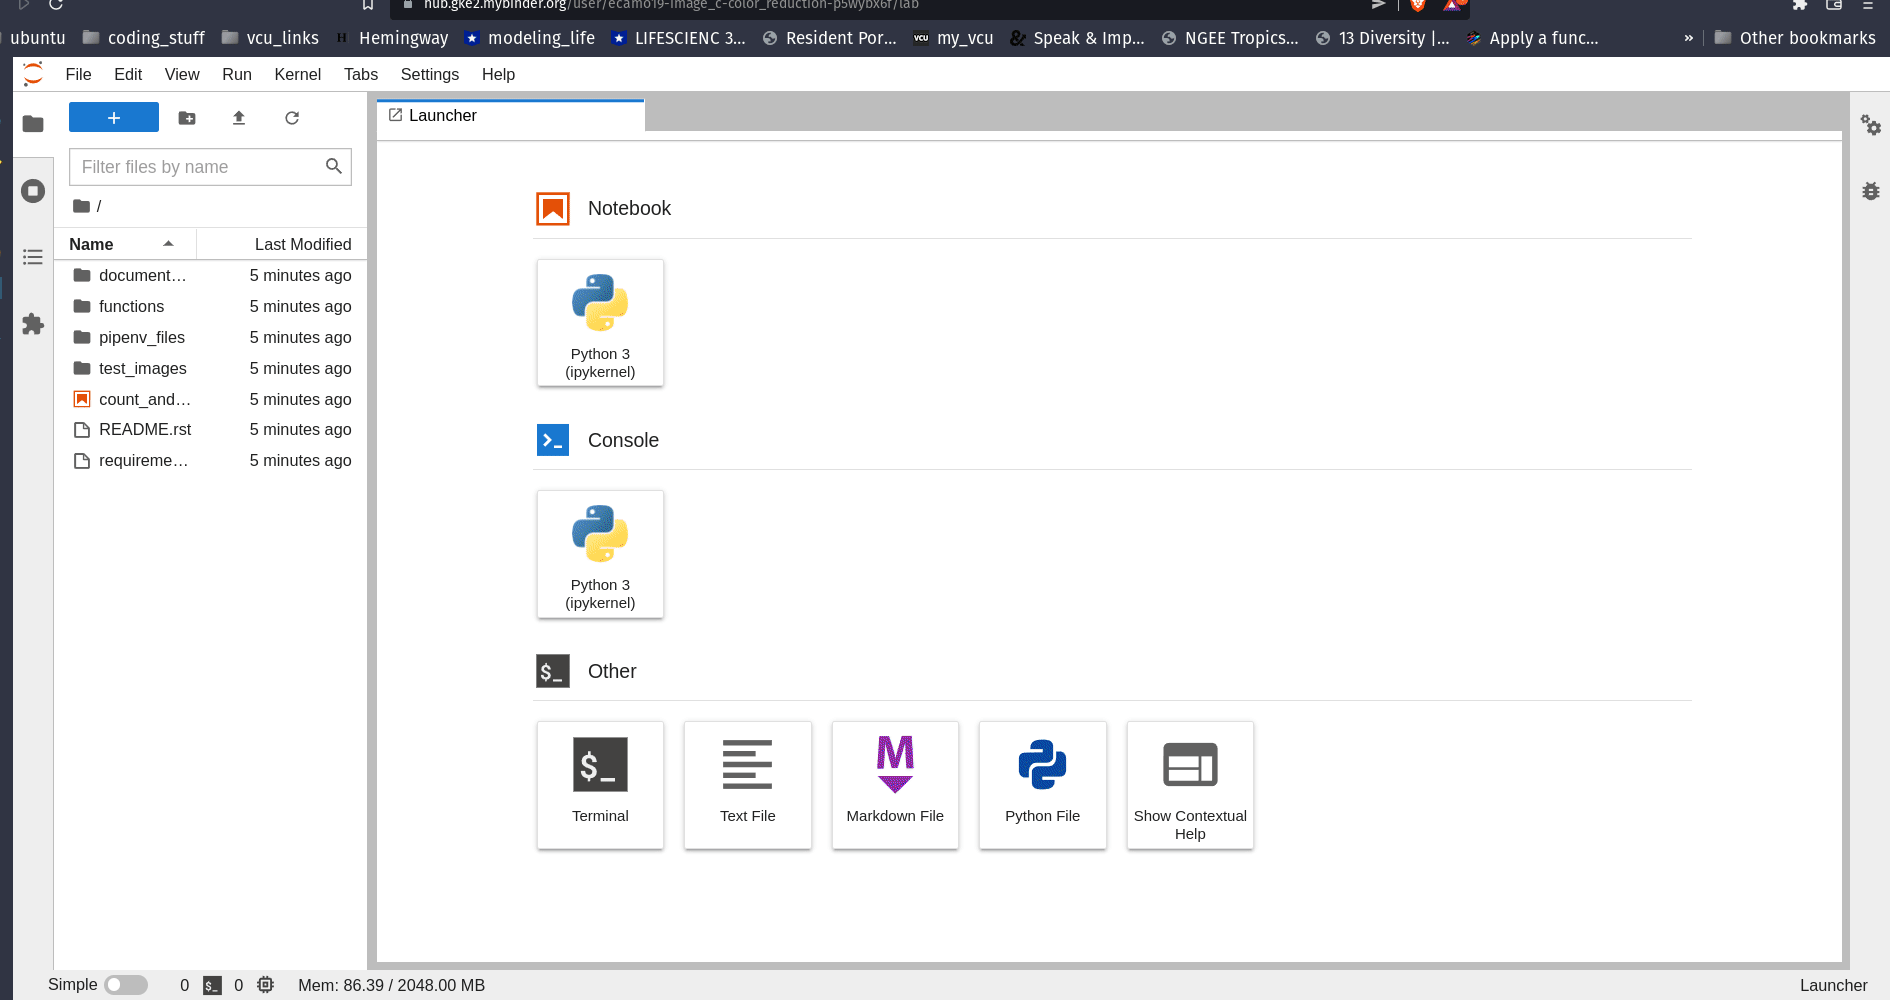 hub.gke2.mybinder.org/user/ecamo19-image_c-color_reduction-p5wybx6f/lab
ubuntu coding_stuff vcu_links H Hemingway modeling_life LIFESCIENC 3... Resident Por... VCU my_vcu & Speak & Imp... NGEE Tropics... 13 Diversity |... Apply a func... » Other bookmarks
File Edit View Run Kernel Tabs Settings Help
+
Launcher
Filter files by name
/
Name Last Modified
document... 5 minutes ago
functions 5 minutes ago
pipenv_files 5 minutes ago
test_images 5 minutes ago
count_and... 5 minutes ago
README.rst 5 minutes ago
requireme... 5 minutes ago
Notebook
Python 3
(ipykernel)
>_ Console
Python 3
(ipykernel)
$_ Other
$_
Terminal
Text File
M
Markdown File
Python File
Show Contextual
Help
Simple 0 $_ 0 Mem: 86.39 / 2048.00 MB Launcher